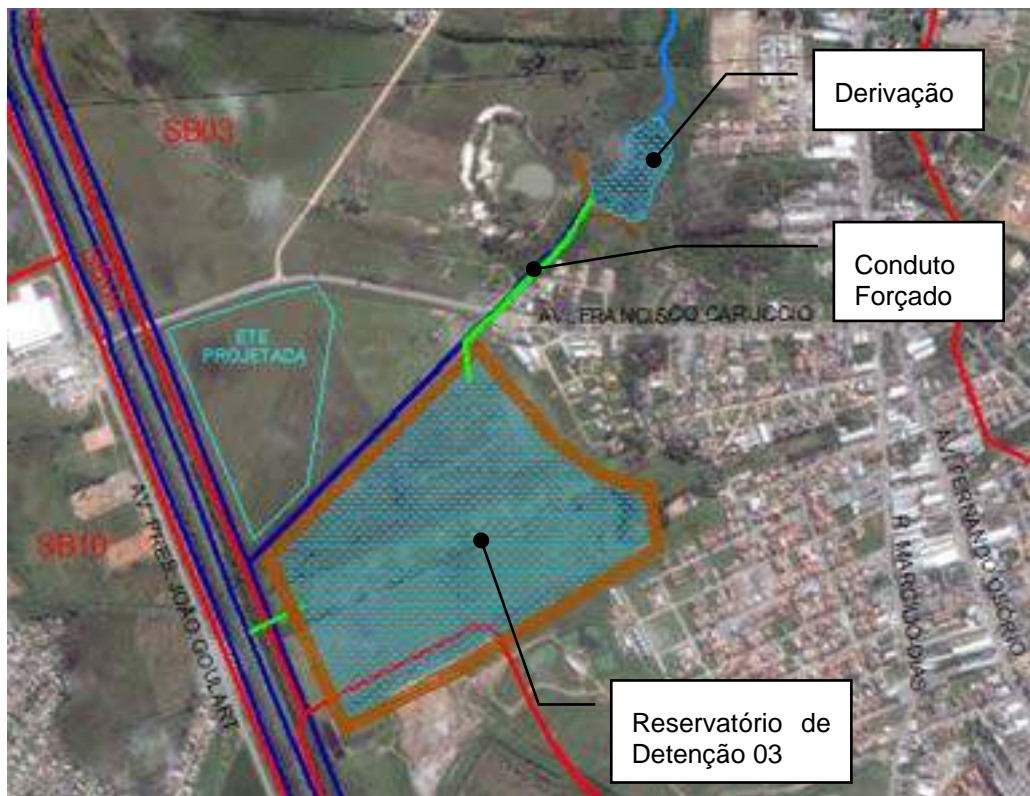 Derivação
SB03
Conduto
Forçado
AV. FRANCISCO CARUCCIO
ETE
PROJETADA
AV. PRES. JOÃO GOULART
SB10
R. MARCILIO DIAS
AV. FERNANDO OSÓRIO
Reservatório de
Detenção 03